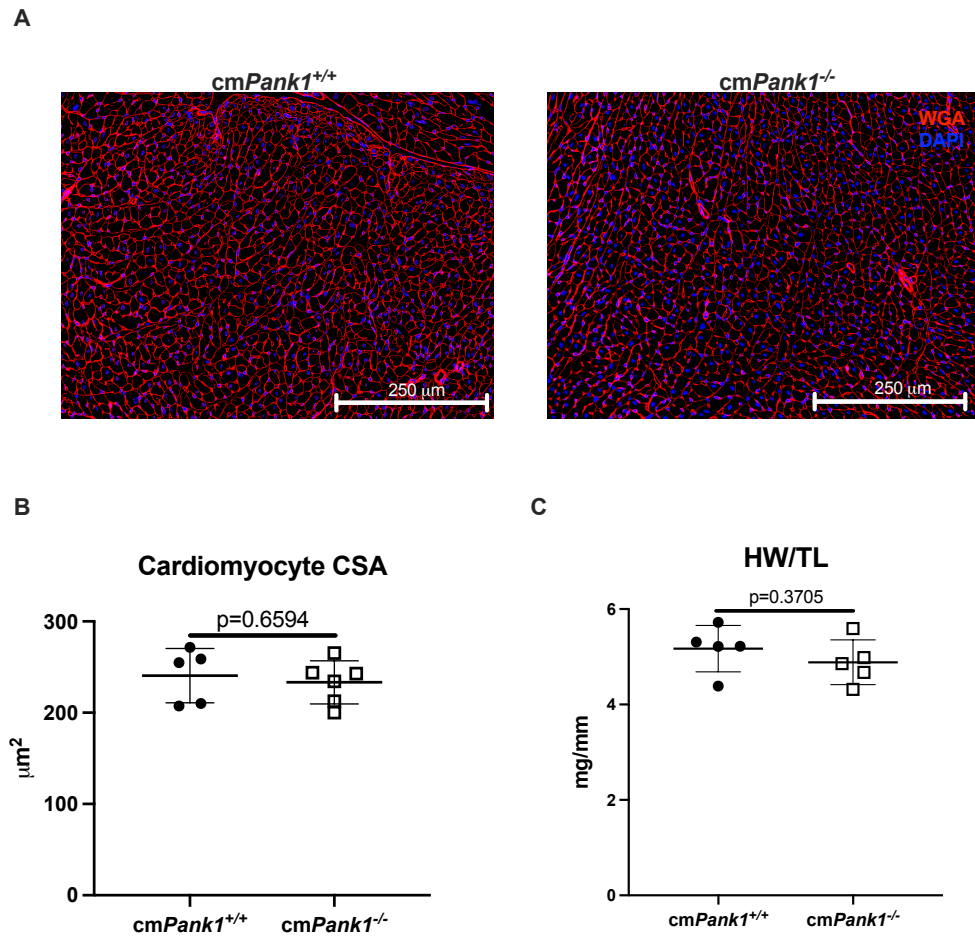 A
cmPank1+/+
cmPank1-/-
WGA
DAPI
250 μm
250 μm
B
C
Cardiomyocyte CSA
HW/TL
p=0.6594
p=0.3705
300
200
100
0
μm2
6
4
2
0
mg/mm
cmPank1+/+
cmPank1-/-
cmPank1+/+
cmPank1-/-